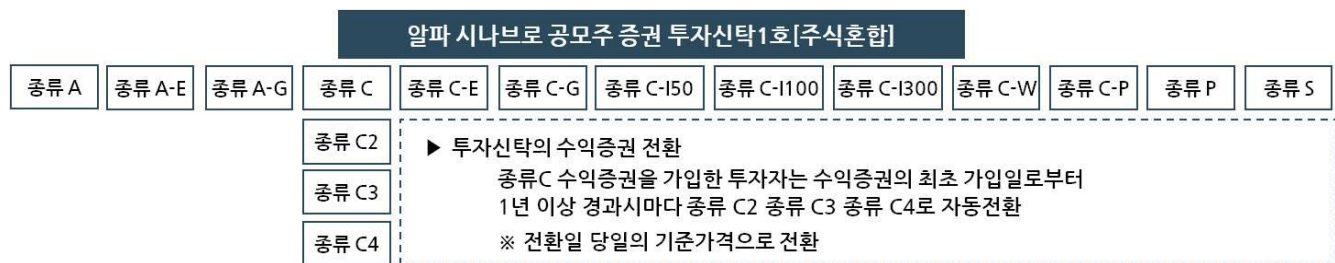 알파 시나브로 공모주 증권 투자신탁1호[주식혼합]
종류 A 종류 A-E 종류 A-G 종류 C 종류 C-E 종류 C-G 종류 C-I50 종류 C-I100 종류 C-I300 종류 C-W 종류 C-P 종류 P 종류 S
종류 C2
종류 C3
종류 C4
▶ 투자신탁의 수익증권 전환
종류C 수익증권을 가입한 투자자는 수익증권의 최초 가입일로부터
1년 이상 경과시마다 종류 C2 종류 C3 종류 C4로 자동전환
※ 전환일 당일의 기준가격으로 전환